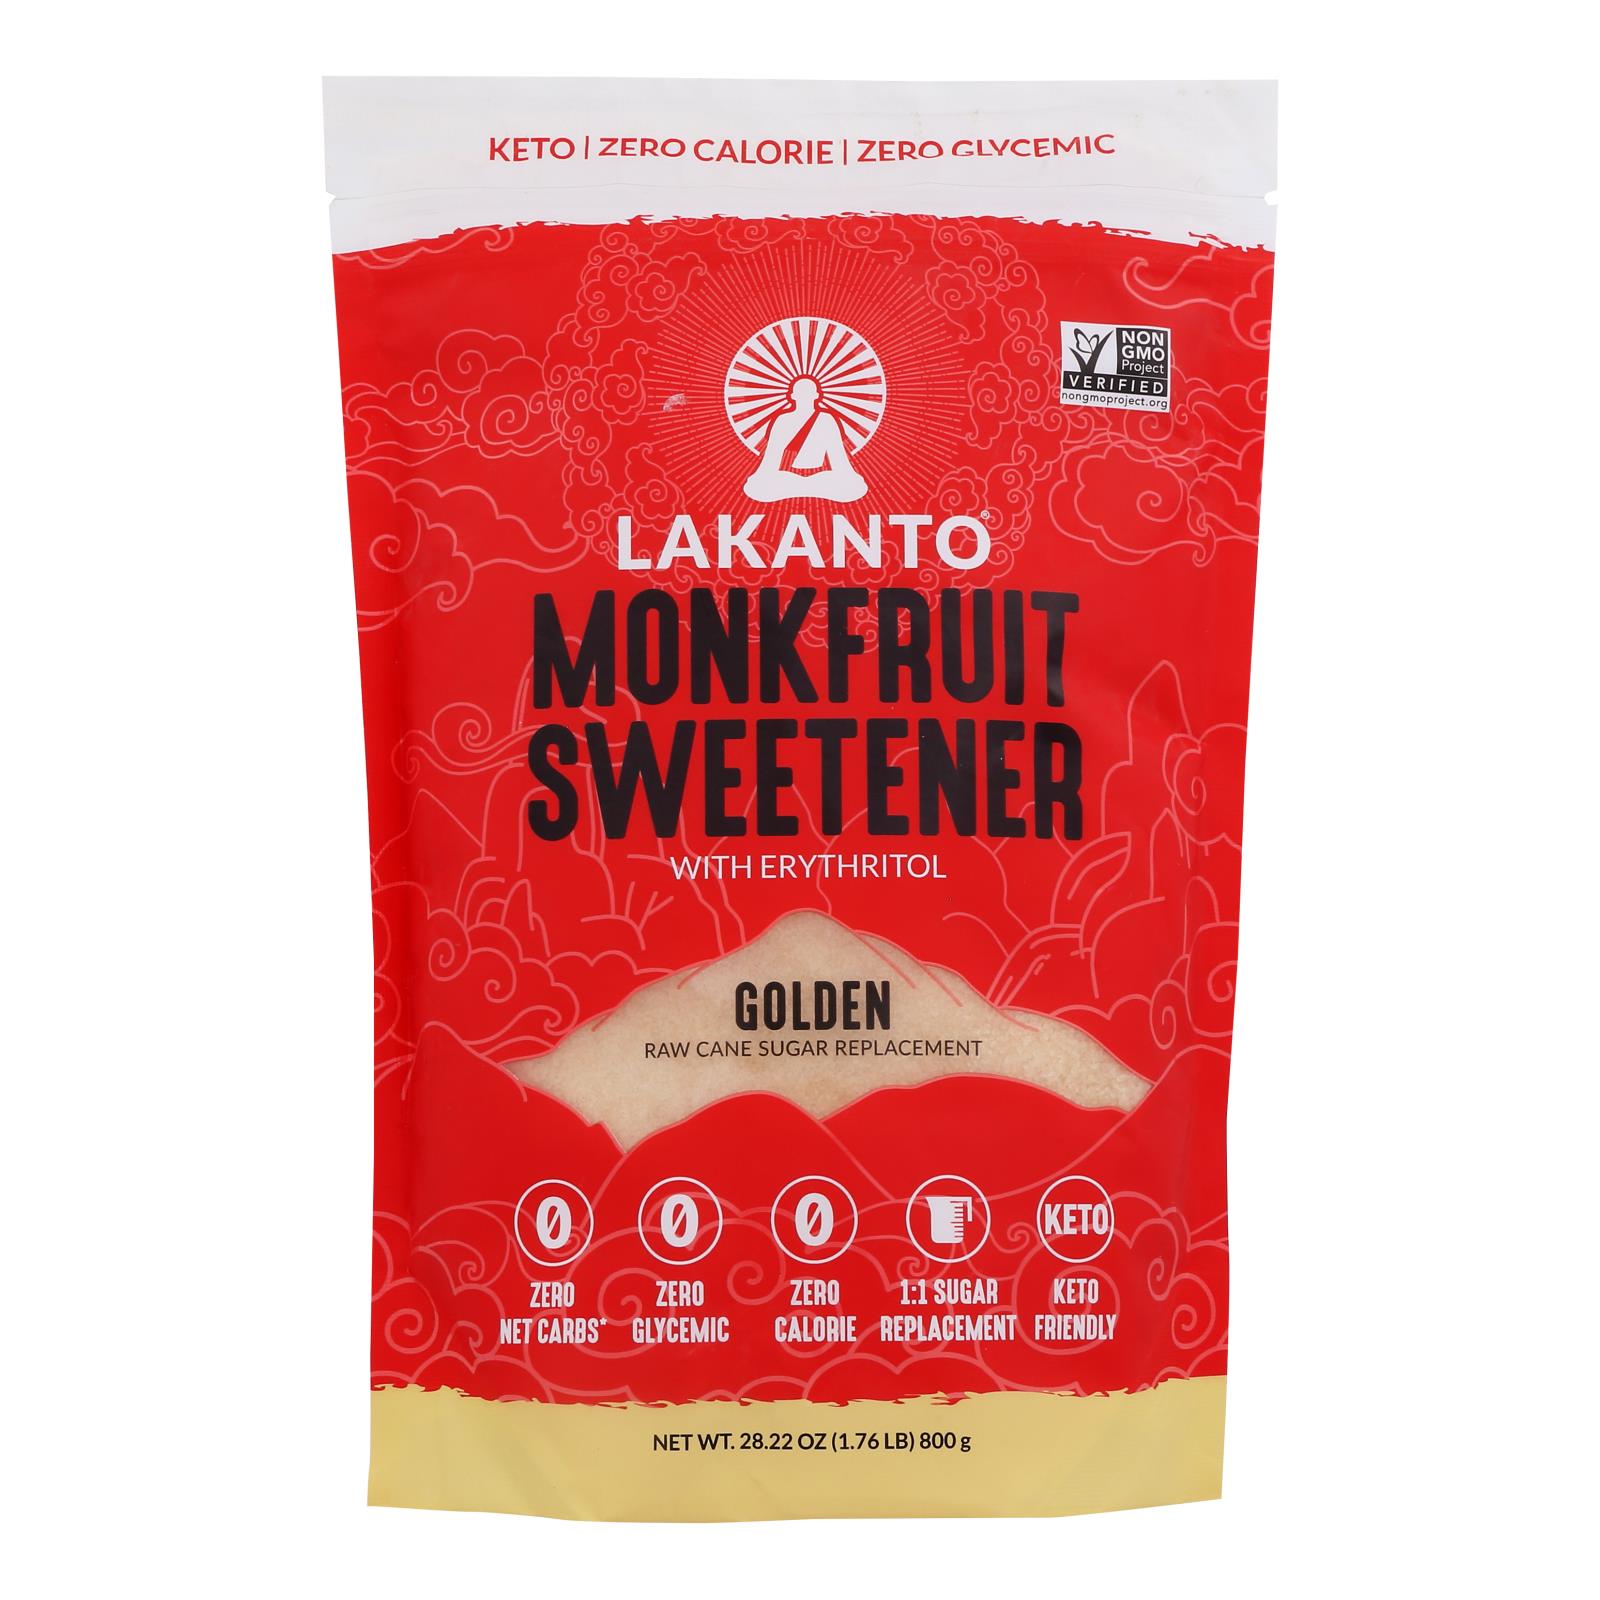 KETO | ZERO CALORIE | ZERO GLYCEMIC
NON
GMO
Project
VERIFIED
nongmoproject.org
LAKANTO®
MONKFRUIT
SWEETENER
WITH ERYTHRITOL
GOLDEN
RAW CANE SUGAR REPLACEMENT
0 0 0 KETO
ZERO ZERO ZERO 1:1 SUGAR KETO
NET CARBS* GLYCEMIC CALORIE REPLACEMENT FRIENDLY
NET WT. 28.22 OZ (1.76 LB) 800 g